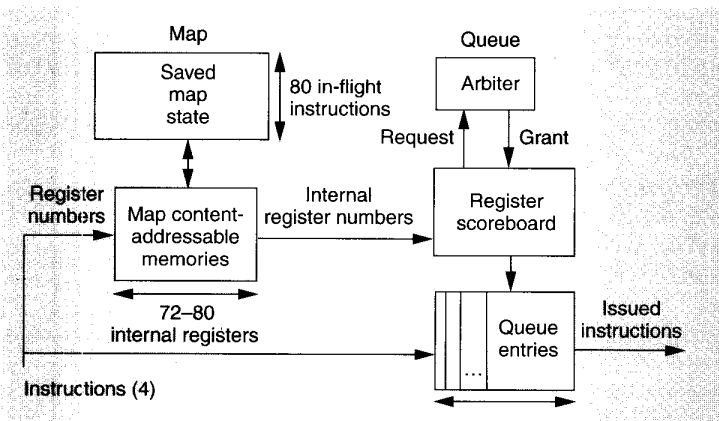 Map
Saved
map
state
80 in-flight
instructions
Queue
Arbiter
Request
Grant
Register
numbers
Map content-
addressable
memories
Internal
register numbers
Register
scoreboard
72–80
internal registers
Queue
entries
...
Issued
instructions
Instructions (4)